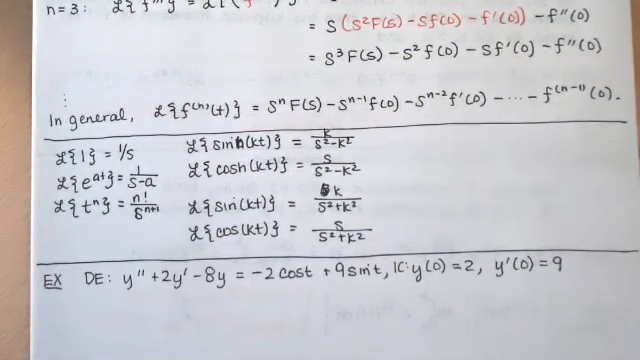 n=3: L{f'''
= S(S²F(S) - Sf(0) - f'(0)) - f''(0)
= S³F(S) - S²f(0) - Sf'(0) - f''(0)
⋮
In general, L{f⁽ⁿ⁾(t)} = SⁿF(S) - Sⁿ⁻¹f(0) - Sⁿ⁻²f'(0) - ⋯ - f⁽ⁿ⁻¹⁾(0).
L{1} = 1/S
L{e^{at}} = 1/(S-a)
L{tⁿ} = n!/Sⁿ⁺¹
L{sinh(kt)} = k/(S²-k²)
L{cosh(kt)} = S/(S²-k²)
L{sin(kt)} = k/(S²+k²)
L{cos(kt)} = S/(S²+k²)
EX DE: y'' + 2y' - 8y = -2cost + 9sint, IC: y(0) = 2, y'(0) = 9